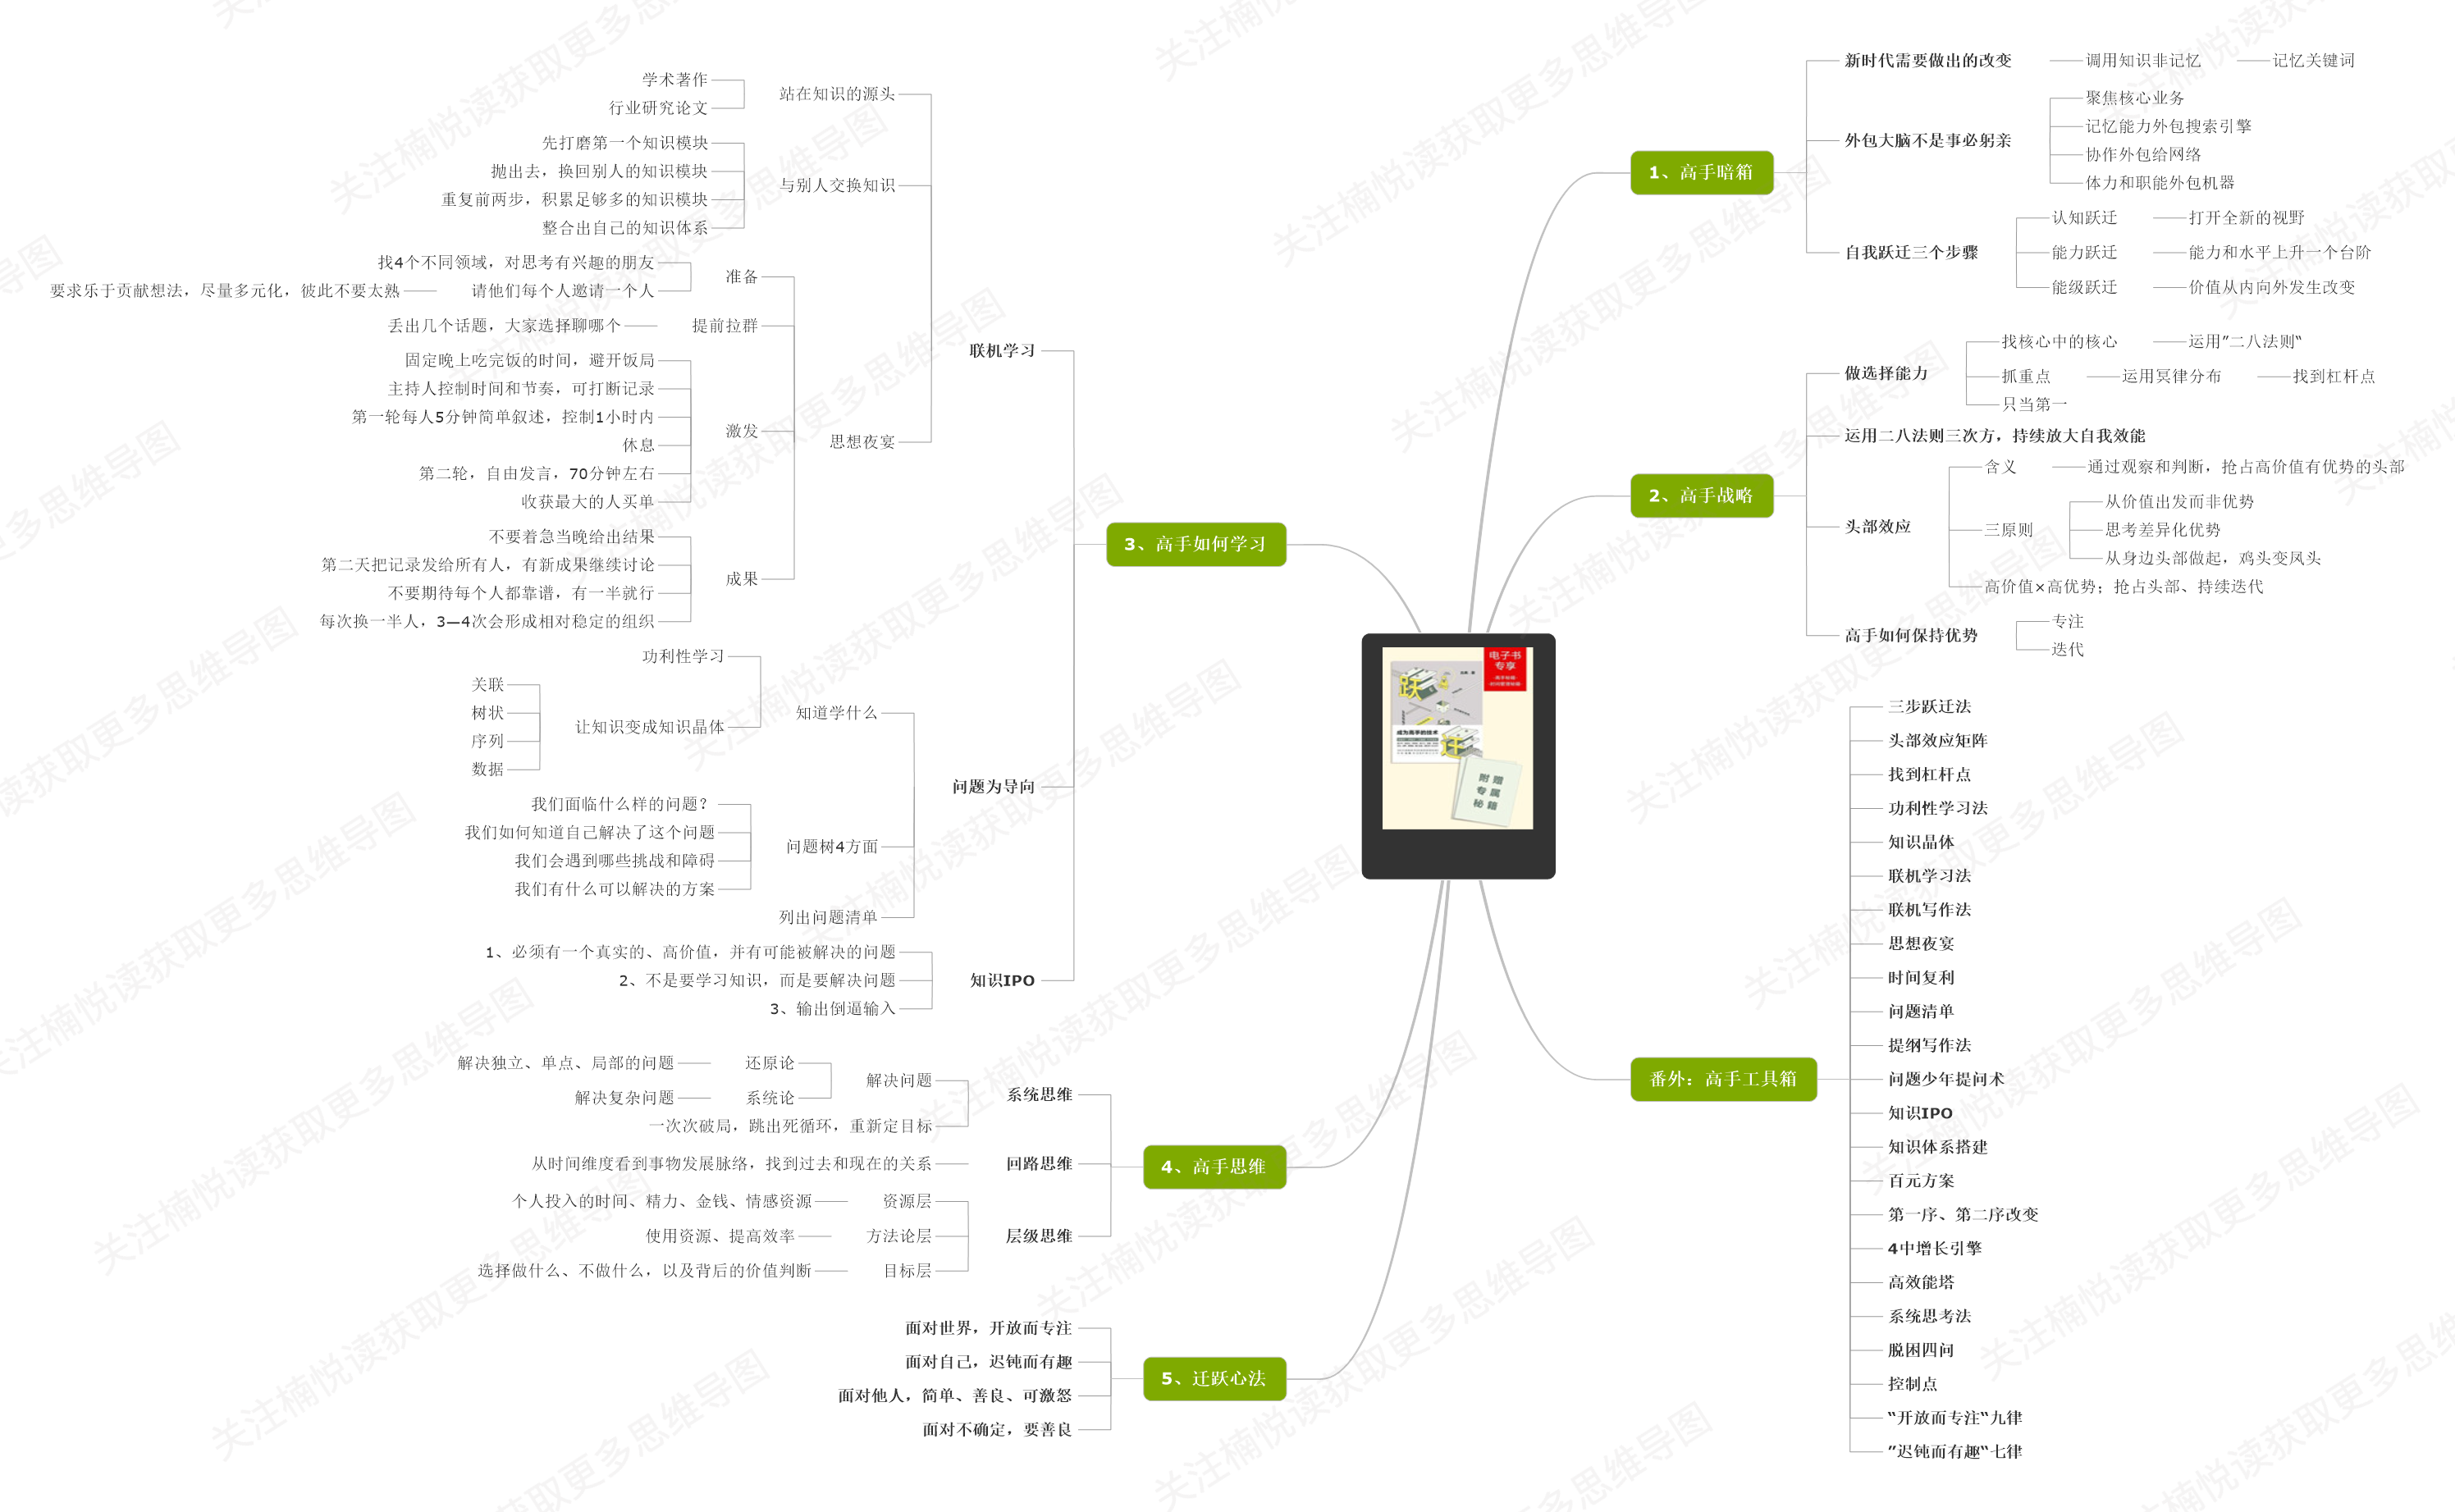 1、高手暗箱
新时代需要做出的改变
调用知识非记忆
记忆关键词
外包大脑不是事必躬亲
聚焦核心业务
记忆能力外包搜索引擎
协作外包给网络
体力和职能外包机器
自我跃迁三个步骤
认知跃迁
打开全新的视野
能力跃迁
能力和水平上升一个台阶
能级跃迁
价值从内向外发生改变
2、高手战略
做选择能力
找核心中的核心
运用”二八法则“
抓重点
运用冥律分布
找到杠杆点
只当第一
运用二八法则三次方，持续放大自我效能
头部效应
含义
通过观察和判断，抢占高价值有优势的头部
三原则
从价值出发而非优势
思考差异化优势
从身边头部做起，鸡头变凤头
高价值×高优势；抢占头部、持续迭代
高手如何保持优势
专注
迭代
3、高手如何学习
联机学习
站在知识的源头
学术著作
行业研究论文
与别人交换知识
先打磨第一个知识模块
抛出去，换回别人的知识模块
重复前两步，积累足够多的知识模块
整合出自己的知识体系
思想夜宴
准备
找4个不同领域，对思考有兴趣的朋友
请他们每个人邀请一个人
要求乐于贡献想法，尽量多元化，彼此不要太熟
提前拉群
丢出几个话题，大家选择聊哪个
激发
固定晚上吃完饭的时间，避开饭局
主持人控制时间和节奏，可打断记录
第一轮每人5分钟简单叙述，控制1小时内
休息
第二轮，自由发言，70分钟左右
收获最大的人买单
成果
不要着急当晚给出结果
第二天把记录发给所有人，有新成果继续讨论
不要期待每个人都靠谱，有一半就行
每次换一半人，3—4次会形成相对稳定的组织
问题为导向
知道学什么
功利性学习
让知识变成知识晶体
关联
树状
序列
数据
问题树4方面
我们面临什么样的问题？
我们如何知道自己解决了这个问题
我们会遇到哪些挑战和障碍
我们有什么可以解决的方案
列出问题清单
知识IPO
1、必须有一个真实的、高价值，并有可能被解决的问题
2、不是要学习知识，而是要解决问题
3、输出倒逼输入
4、高手思维
系统思维
解决问题
还原论
解决独立、单点、局部的问题
系统论
解决复杂问题
一次次破局，跳出死循环，重新定目标
回路思维
从时间维度看到事物发展脉络，找到过去和现在的关系
层级思维
资源层
个人投入的时间、精力、金钱、情感资源
方法论层
使用资源、提高效率
目标层
选择做什么、不做什么，以及背后的价值判断
5、迁跃心法
面对世界，开放而专注
面对自己，迟钝而有趣
面对他人，简单、善良、可激怒
面对不确定，要善良
番外：高手工具箱
三步跃迁法
头部效应矩阵
找到杠杆点
功利性学习法
知识晶体
联机学习法
联机写作法
思想夜宴
时间复利
问题清单
提纲写作法
问题少年提问术
知识IPO
知识体系搭建
百元方案
第一序、第二序改变
4中增长引擎
高效能塔
系统思考法
脱困四问
控制点
“开放而专注“九律
”迟钝而有趣“七律
电子书
专享
跃
迁
成为高手的技术
附赠
专属
秘籍
关注楠悦读获取更多思维导图